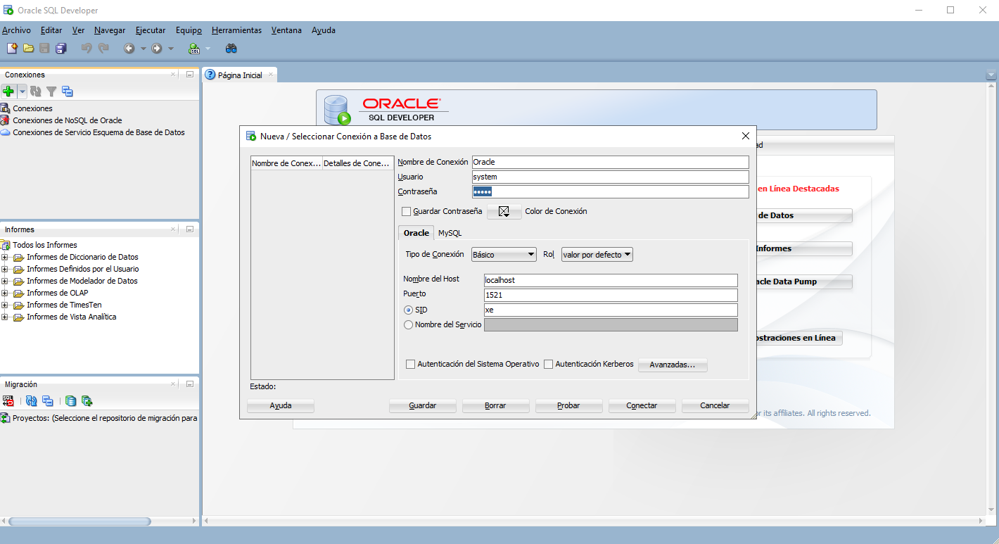 Oracle SQL Developer
Archivo Editar Ver Navegar Ejecutar Equipo Herramientas Ventana Ayuda
Conexiones
Conexiones
Conexiones de NoSQL de Oracle
Conexiones de Servicio Esquema de Base de Datos
Informes
Todos los Informes
Informes de Diccionario de Datos
Informes Definidos por el Usuario
Informes de Modelador de Datos
Informes de OLAP
Informes de TimesTen
Informes de Vista Analítica
Migración
Proyectos: (Seleccione el repositorio de migración para
Página Inicial
ORACLE
SQL DEVELOPER
Nueva / Seleccionar Conexión a Base de Datos
Nombre de Conex... Detalles de Cone...
Nombre de Conexión Oracle
Usuario system
Contraseña •••••
Guardar Contraseña Color de Conexión
Oracle MySQL
Tipo de Conexión Básico Rol valor por defecto
Nombre del Host localhost
Puerto 1521
SID xe
Nombre del Servicio
Autenticación del Sistema Operativo Autenticación Kerberos Avanzadas...
Estado:
Ayuda Guardar Borrar Probar Conectar Cancelar
ad
en Línea Destacadas
de Datos
Informes
acle Data Pump
ostraciones en Línea
or its affiliates. All rights reserved.